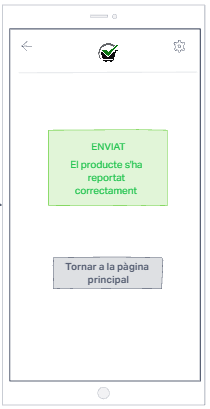 ENVIAT
El producte s'ha
reportat
correctament
Tornar a la pàgina
principal